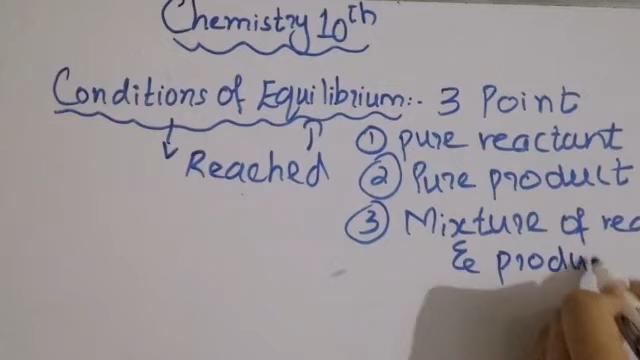 Chemistry 10th
Conditions of Equilibrium:- 3 Point
① pure reactant
Reached
② Pure product
③ Mixture of
& produ